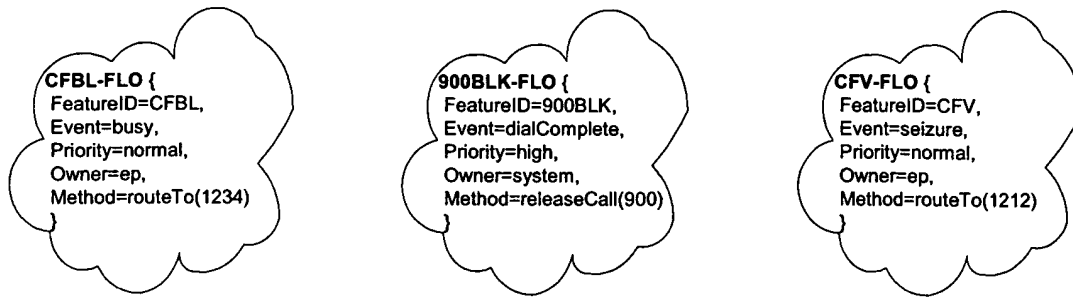 CFBL-FLO {
FeatureID=CFBL,
Event=busy,
Priority=normal,
Owner=ep,
Method=routeTo(1234)
}
900BLK-FLO {
FeatureID=900BLK,
Event=dialComplete,
Priority=high,
Owner=system,
Method=releaseCall(900)
}
CFV-FLO {
FeatureID=CFV,
Event=seizure,
Priority=normal,
Owner=ep,
Method=routeTo(1212)
}